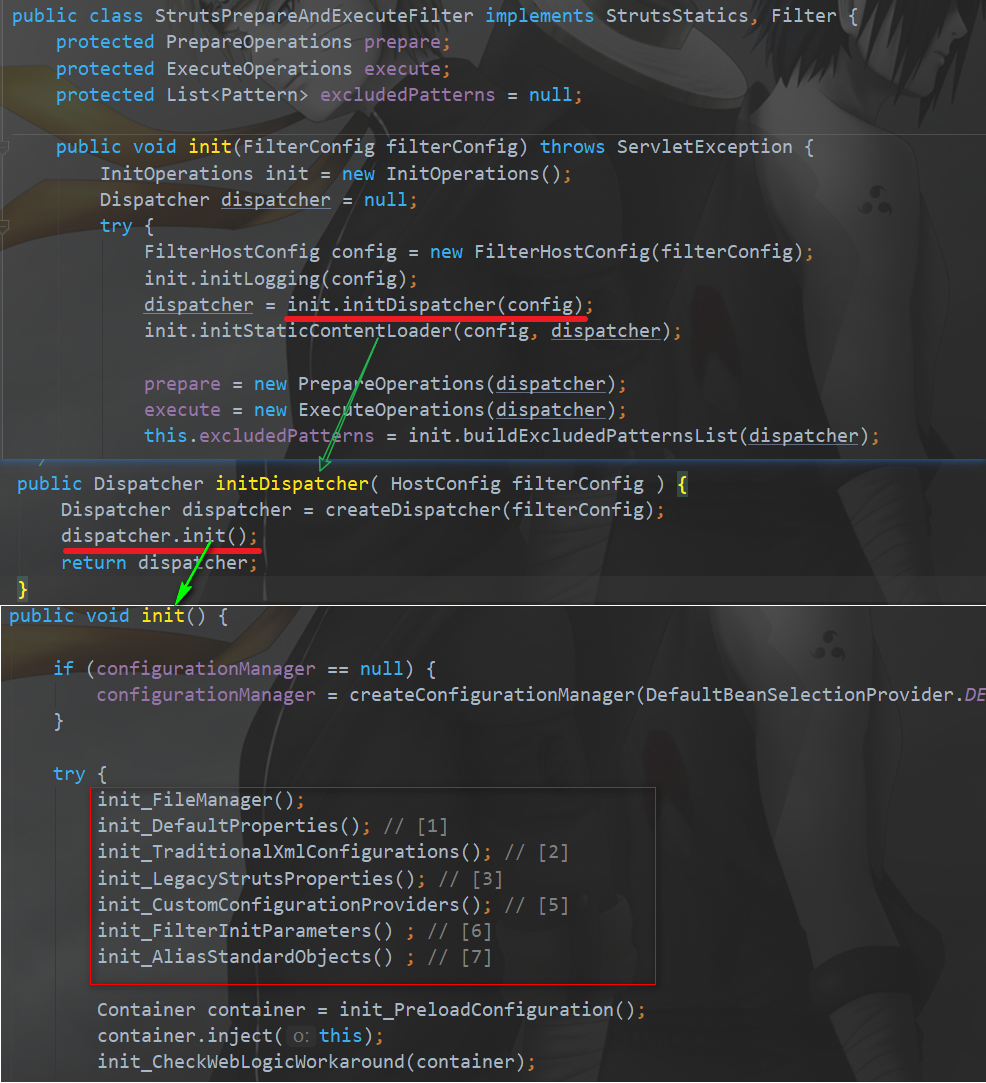 public class StrutsPrepareAndExecuteFilter implements StrutsStatics, Filter {
protected PrepareOperations prepare;
protected ExecuteOperations execute;
protected List<Pattern> excludedPatterns = null;
public void init(FilterConfig filterConfig) throws ServletException {
InitOperations init = new InitOperations();
Dispatcher dispatcher = null;
try {
FilterHostConfig config = new FilterHostConfig(filterConfig);
init.initLogging(config);
dispatcher = init.initDispatcher(config);
init.initStaticContentLoader(config, dispatcher);
prepare = new PrepareOperations(dispatcher);
execute = new ExecuteOperations(dispatcher);
this.excludedPatterns = init.buildExcludedPatternsList(dispatcher);
public Dispatcher initDispatcher( HostConfig filterConfig ) {
Dispatcher dispatcher = createDispatcher(filterConfig);
dispatcher.init();
return dispatcher;
}
public void init() {
if (configurationManager == null) {
configurationManager = createConfigurationManager(DefaultBeanSelectionProvider.DE
}
try {
init_FileManager();
init_DefaultProperties(); // [1]
init_TraditionalXmlConfigurations(); // [2]
init_LegacyStrutsProperties(); // [3]
init_CustomConfigurationProviders(); // [5]
init_FilterInitParameters() ; // [6]
init_AliasStandardObjects() ; // [7]
Container container = init_PreloadConfiguration();
container.inject( o: this);
init_CheckWebLogicWorkaround(container);